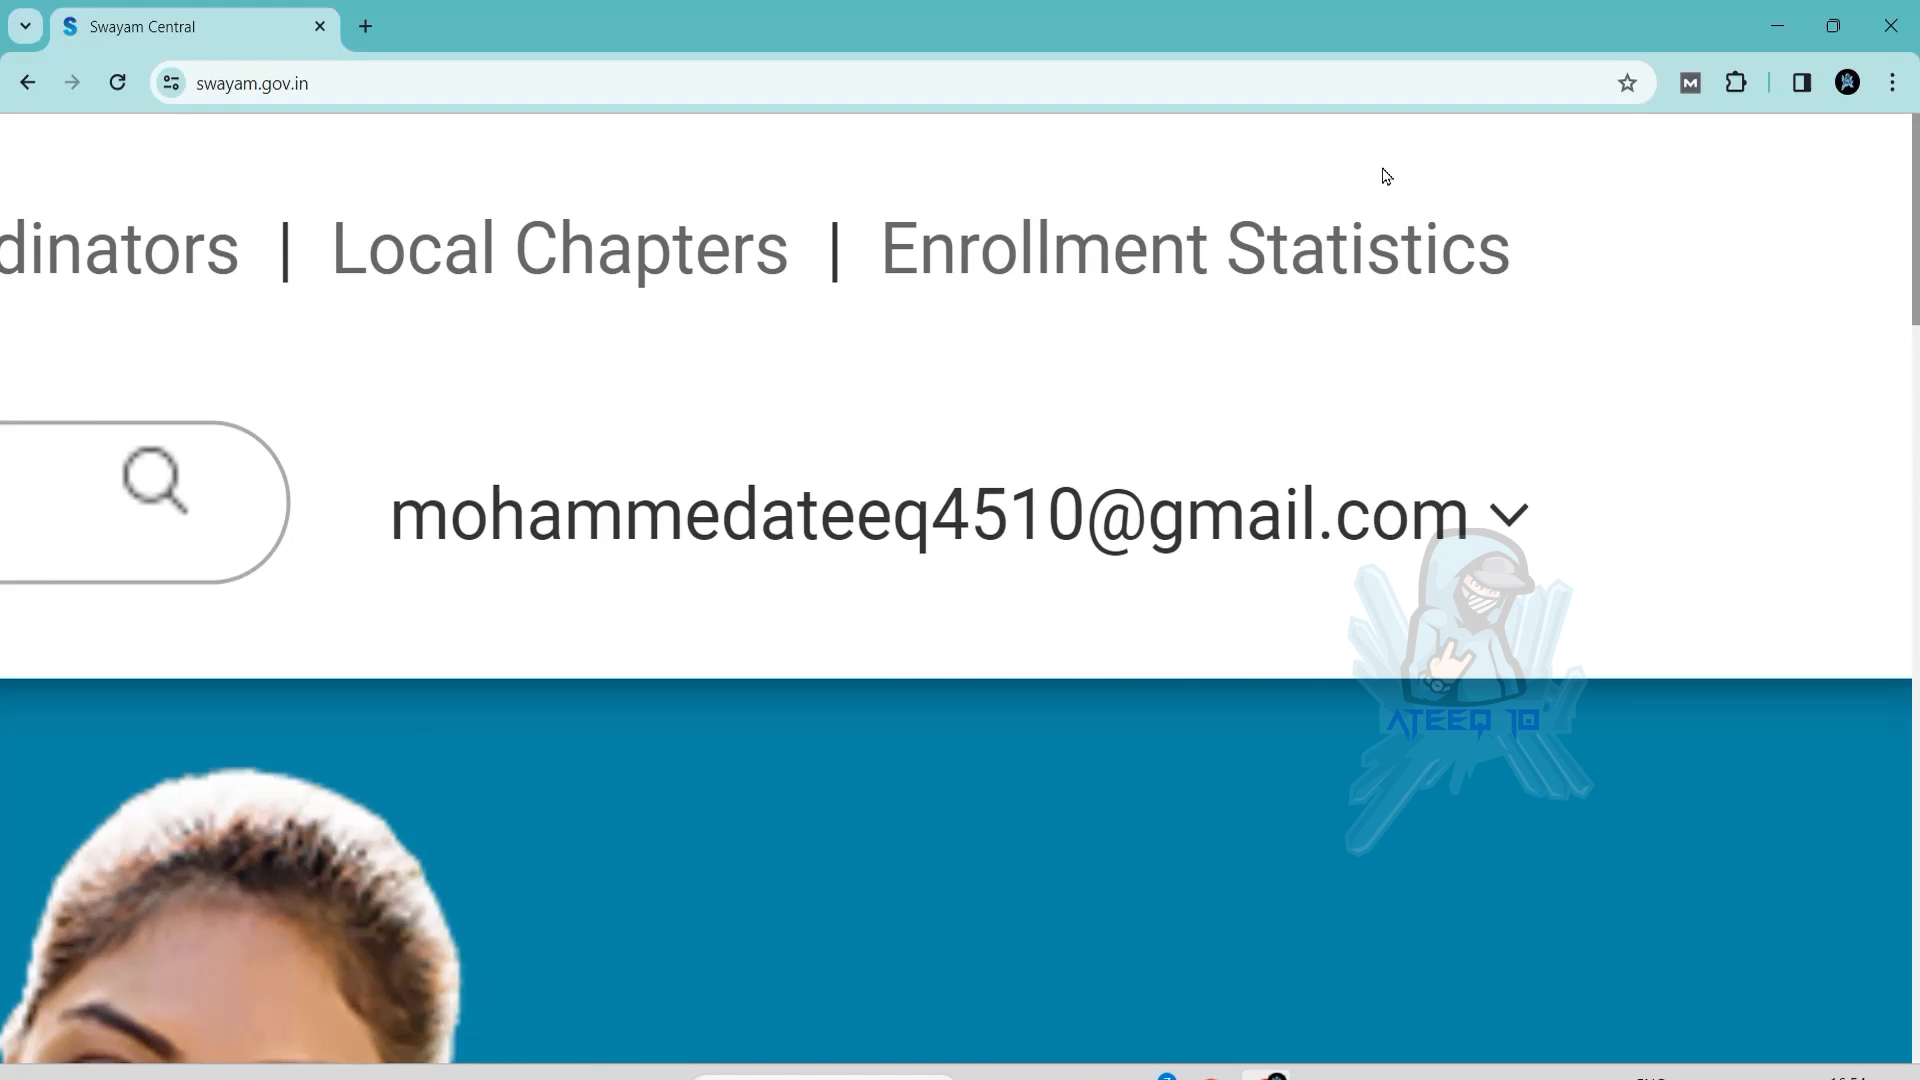 Swayam Central
swayam.gov.in
dinators | Local Chapters | Enrollment Statistics
mohammedateeq4510@gmail.com
ATEEQ 10